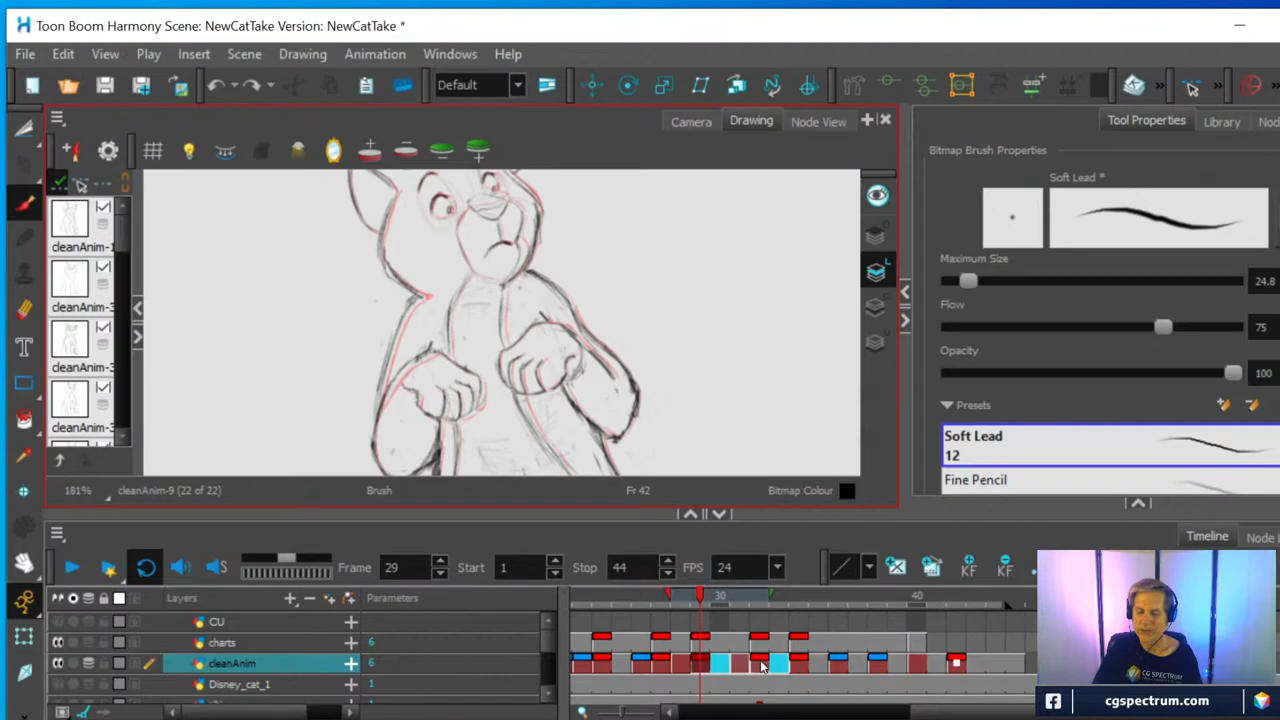 Toon Boom Harmony Scene: NewCatTake Version: NewCatTake *
File Edit View Play Insert Scene Drawing Animation Windows Help
Default
Camera Drawing Node View
Tool Properties Library
Bitmap Brush Properties
Soft Lead *
Maximum Size
24.8
Flow
75
Opacity
100
Presets
Soft Lead
12
Fine Pencil
cleanAnim-1
cleanAnim-3
cleanAnim-3
cleanAnim-3
181% cleanAnim-9 (22 of 22) Brush Fr 42 Bitmap Colour
Timeline
Frame 29 Start 1 Stop 44 FPS 24 KF KF
Layers Parameters 30 40
CU
charts 6
cleanAnim 6
Disney_cat_1 1
CG SPECTRUM
cgspectrum.com